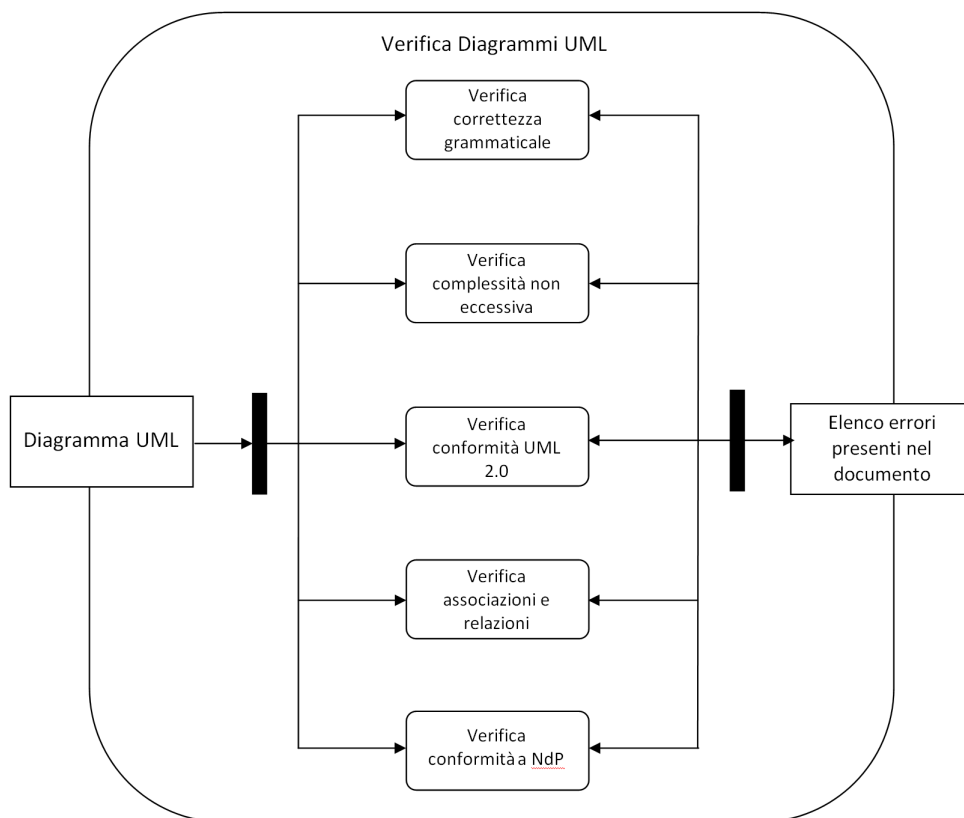 Verifica Diagrammi UML
Verifica
correttezza
grammaticale
Verifica
complessità non
eccessiva
Diagramma UML
Verifica
conformità UML
2.0
Elenco errori
presenti nel
documento
Verifica
associazioni e
relazioni
Verifica
conformità a NdP